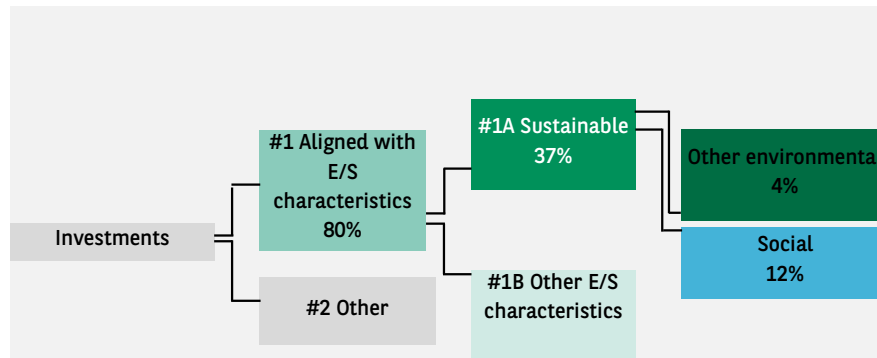 #1A Sustainable
37%
#1 Aligned with
E/S
characteristics
80%
Other environmenta
4%
Investments
Social
12%
#1B Other E/S
characteristics
#2 Other